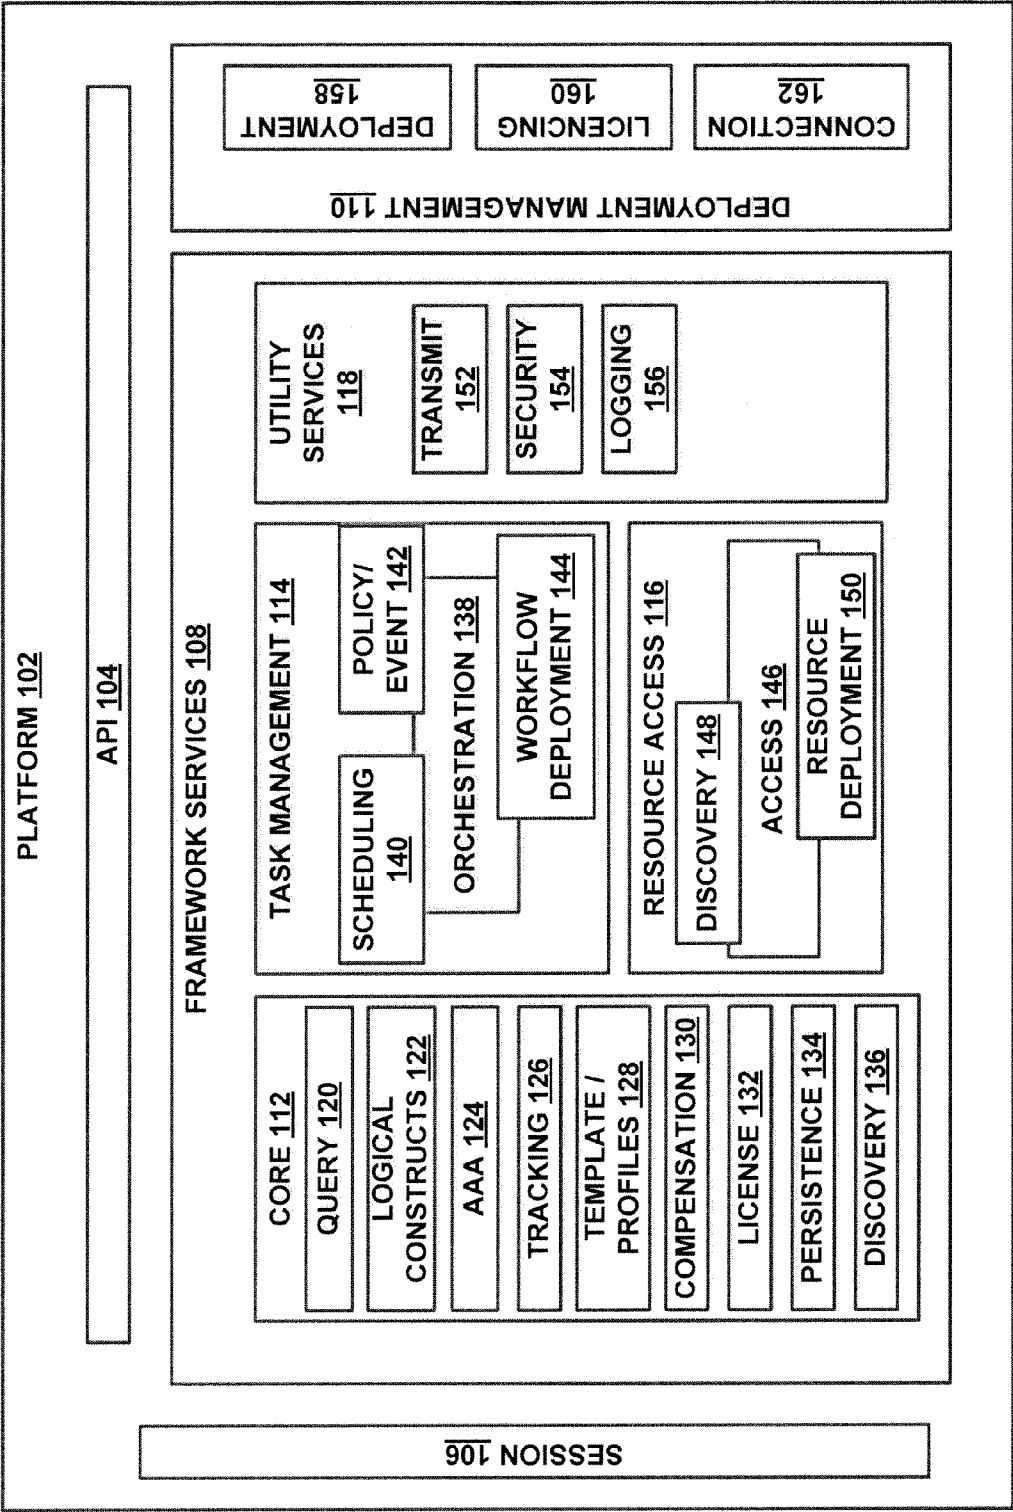 PLATFORM 102
API 104
SESSION 106
FRAMEWORK SERVICES 108
CORE 112
QUERY 120
LOGICAL
CONSTRUCTS 122
AAA 124
TRACKING 126
TEMPLATE /
PROFILES 128
COMPENSATION 130
LICENSE 132
PERSISTENCE 134
DISCOVERY 136
TASK MANAGEMENT 114
SCHEDULING
140
POLICY/
EVENT 142
ORCHESTRATION 138
WORKFLOW
DEPLOYMENT 144
RESOURCE ACCESS 116
DISCOVERY 148
ACCESS 146
RESOURCE
DEPLOYMENT 150
UTILITY
SERVICES
118
TRANSMIT
152
SECURITY
154
LOGGING
156
DEPLOYMENT MANAGEMENT 110
DEPLOYMENT
158
LICENCING
160
CONNECTION
162